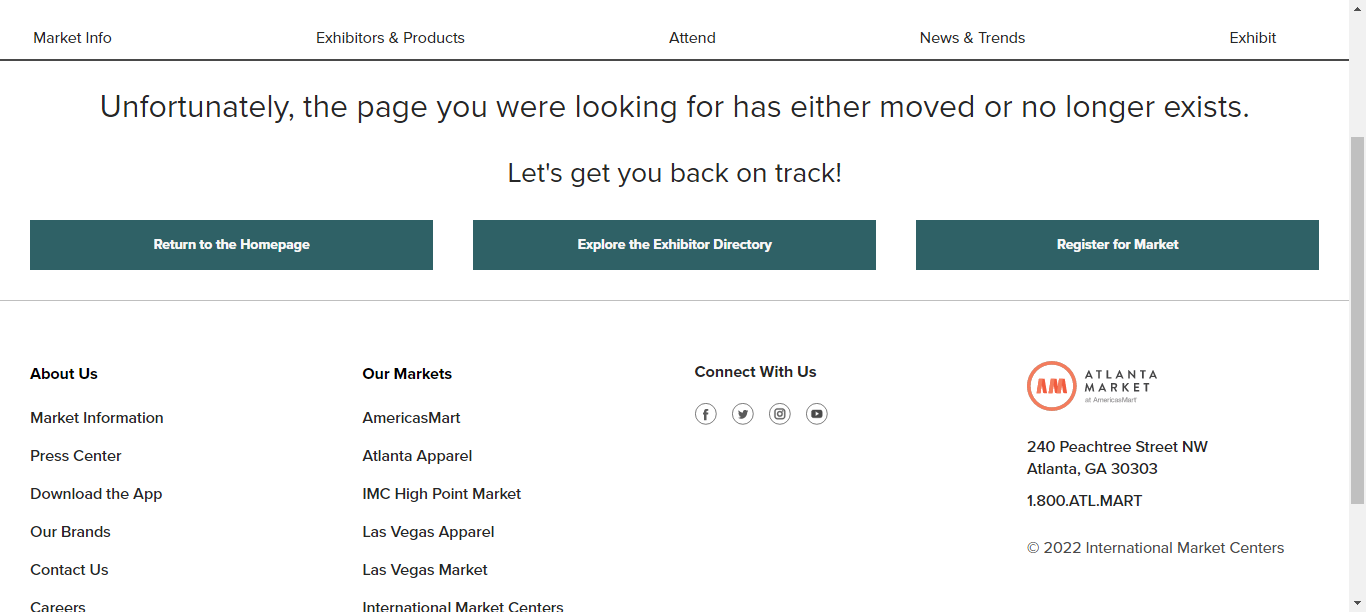 Market Info
Exhibitors & Products
Attend
News & Trends
Exhibit
Unfortunately, the page you were looking for has either moved or no longer exists.
Let's get you back on track!
Return to the Homepage
Explore the Exhibitor Directory
Register for Market
About Us
Market Information
Press Center
Download the App
Our Brands
Contact Us
Careers
Our Markets
AmericasMart
Atlanta Apparel
IMC High Point Market
Las Vegas Apparel
Las Vegas Market
International Market Centers
Connect With Us
AM
ATLANTA
MARKET
at AmericasMart
240 Peachtree Street NW
Atlanta, GA 30303
1.800.ATL.MART
© 2022 International Market Centers